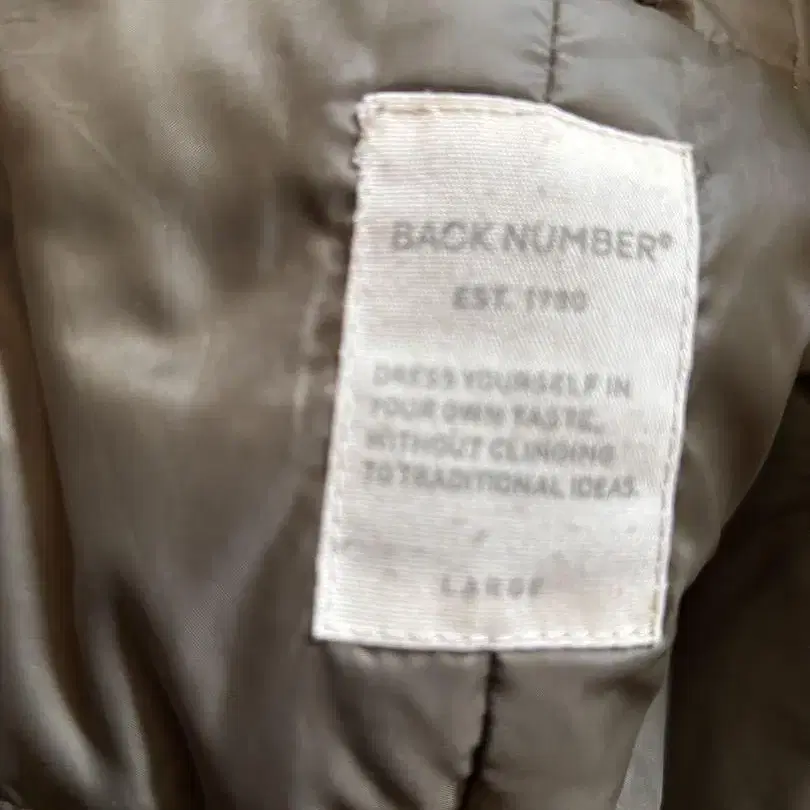 BACK NUMBER®
EST. 1980
DRESS YOURSELF IN
YOUR OWN TASTE,
WITHOUT CLINGING
TO TRADITIONAL IDEAS.
LARGE